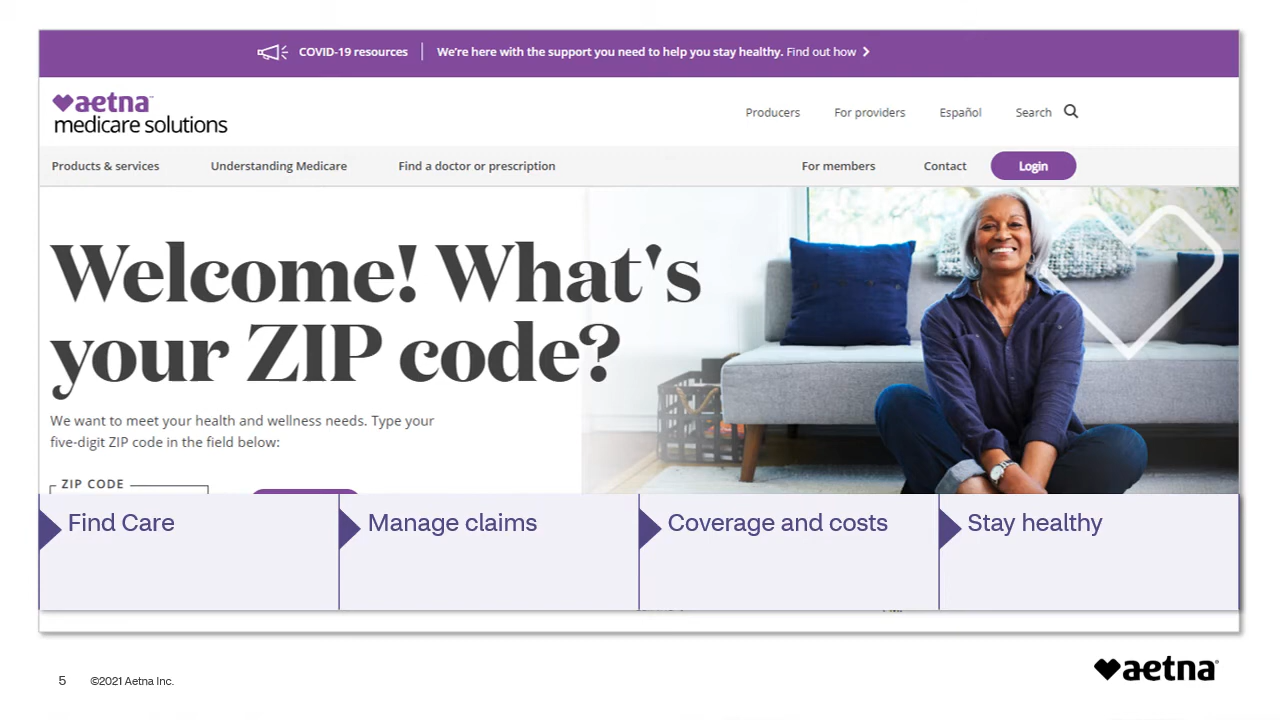 COVID-19 resources We're here with the support you need to help you stay healthy. Find out how
aetna™
medicare solutions
Producers For providers Español Search
Products & services Understanding Medicare Find a doctor or prescription For members Contact Login
Welcome! What's
your ZIP code?
We want to meet your health and wellness needs. Type your
five-digit ZIP code in the field below:
ZIP CODE
Find Care Manage claims Coverage and costs Stay healthy
5 ©2021 Aetna Inc.
aetna®